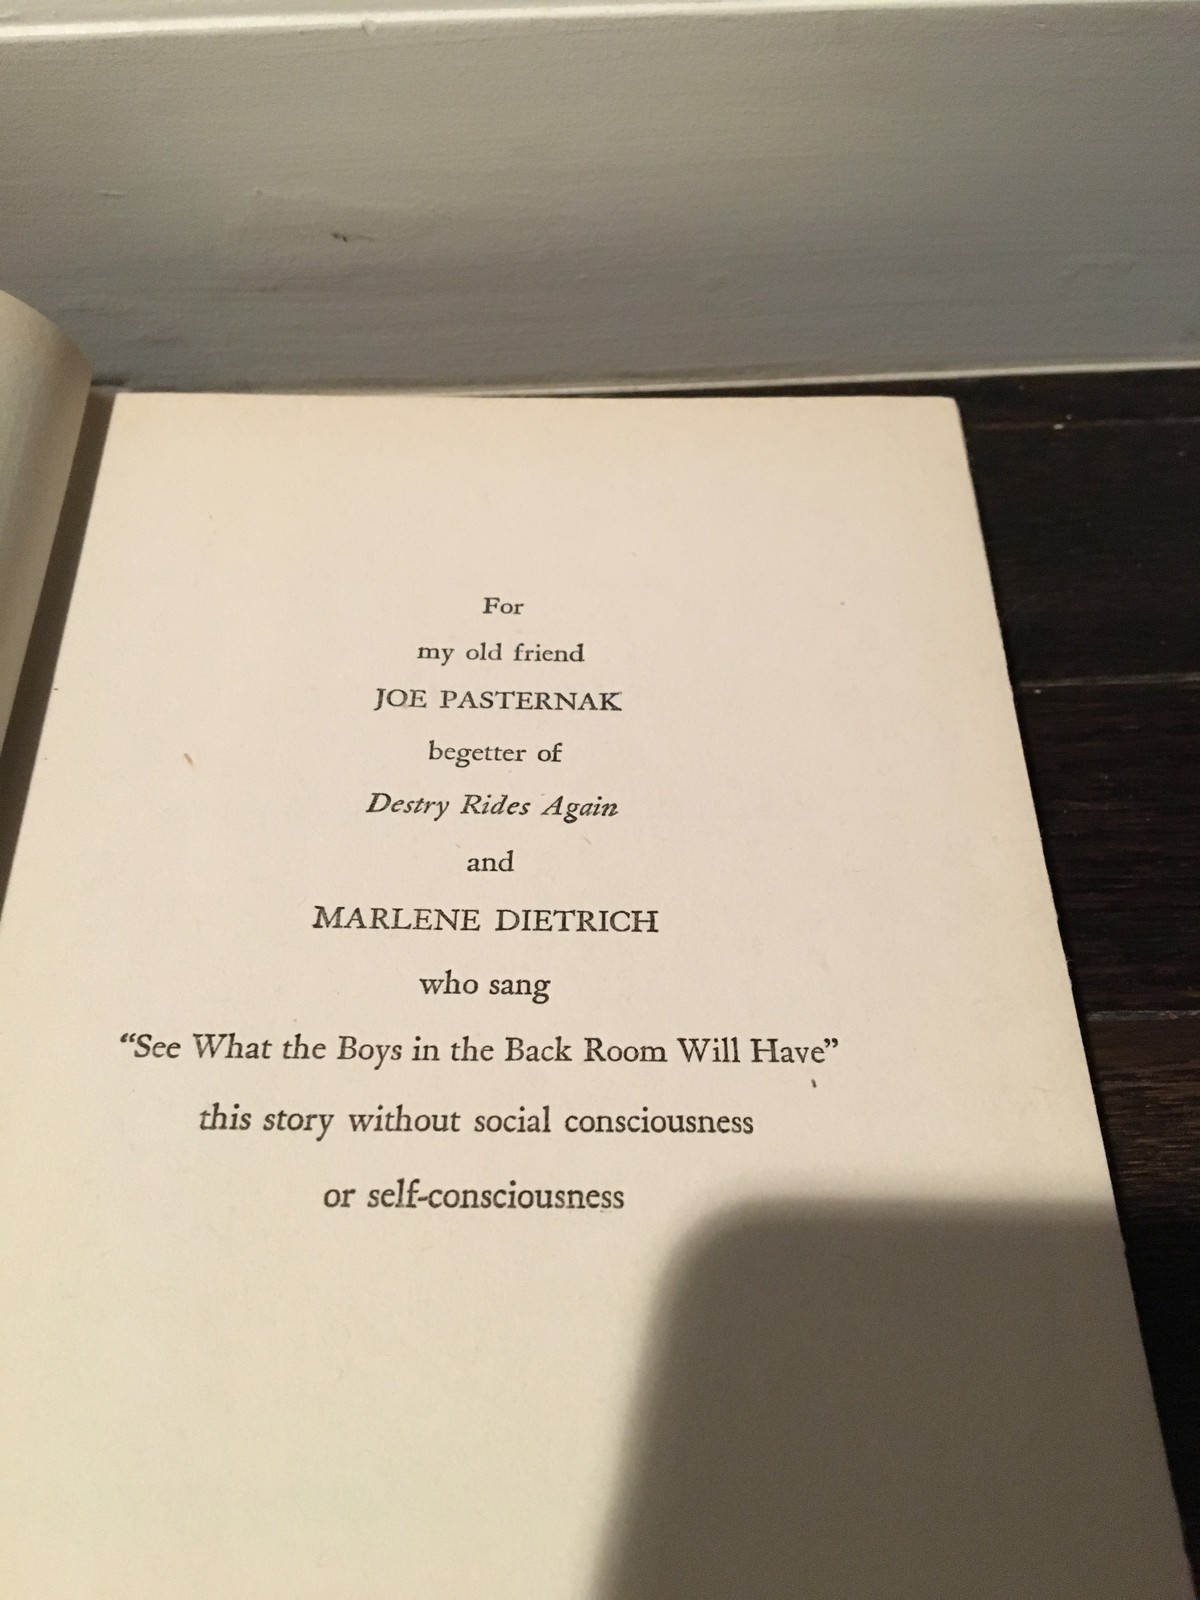 For
my old friend
JOE PASTERNAK
begetter of
Destry Rides Again
and
MARLENE DIETRICH
who sang
“See What the Boys in the Back Room Will Have”
this story without social consciousness
or self-consciousness